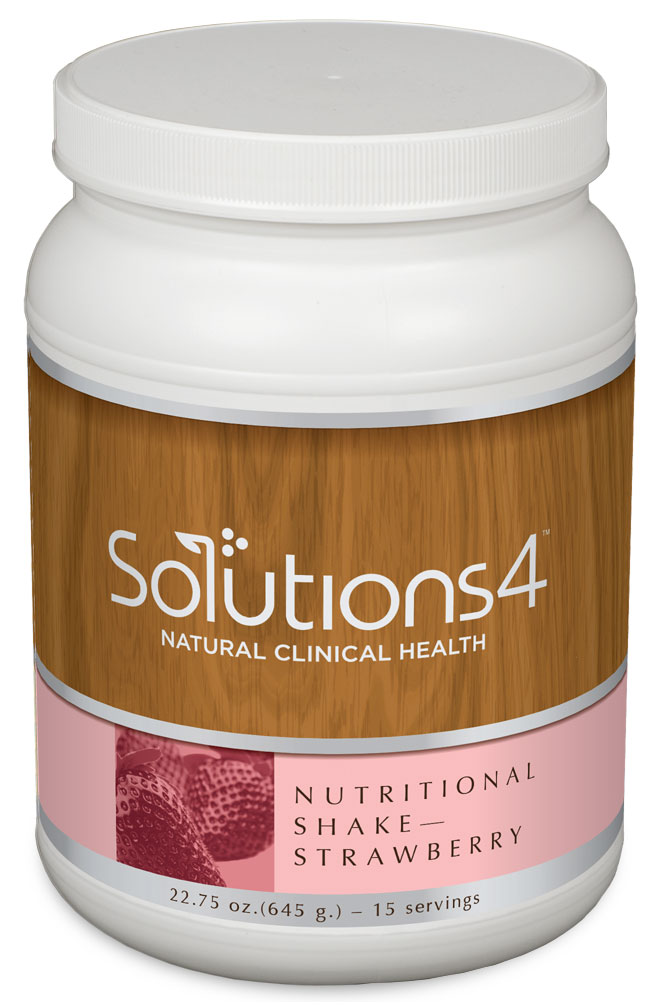 Solutions4™
NATURAL CLINICAL HEALTH
NUTRITIONAL
SHAKE—
STRAWBERRY
22.75 oz.(645 g.) – 15 servings